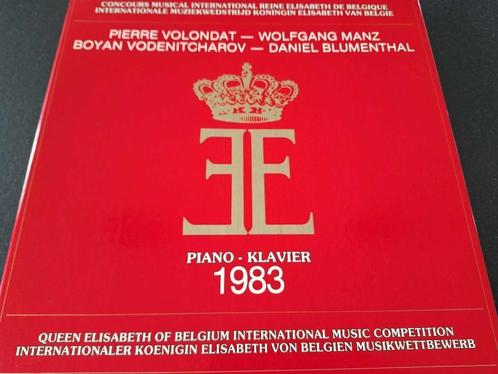 CONCOURS MUSICAL INTERNATIONAL REINE ELISABETH DE BELGIQUE
INTERNATIONALE MUZIEKWEDSTRIJD KONINGIN ELISABETH VAN BELGIE
PIERRE VOLONDAT — WOLFGANG MANZ
BOYAN VODENITCHAROV — DANIEL BLUMENTHAL
PIANO - KLAVIER
1983
QUEEN ELISABETH OF BELGIUM INTERNATIONAL MUSIC COMPETITION
INTERNATIONALER KOENIGIN ELISABETH VON BELGIEN MUSIKWETTBEWERB